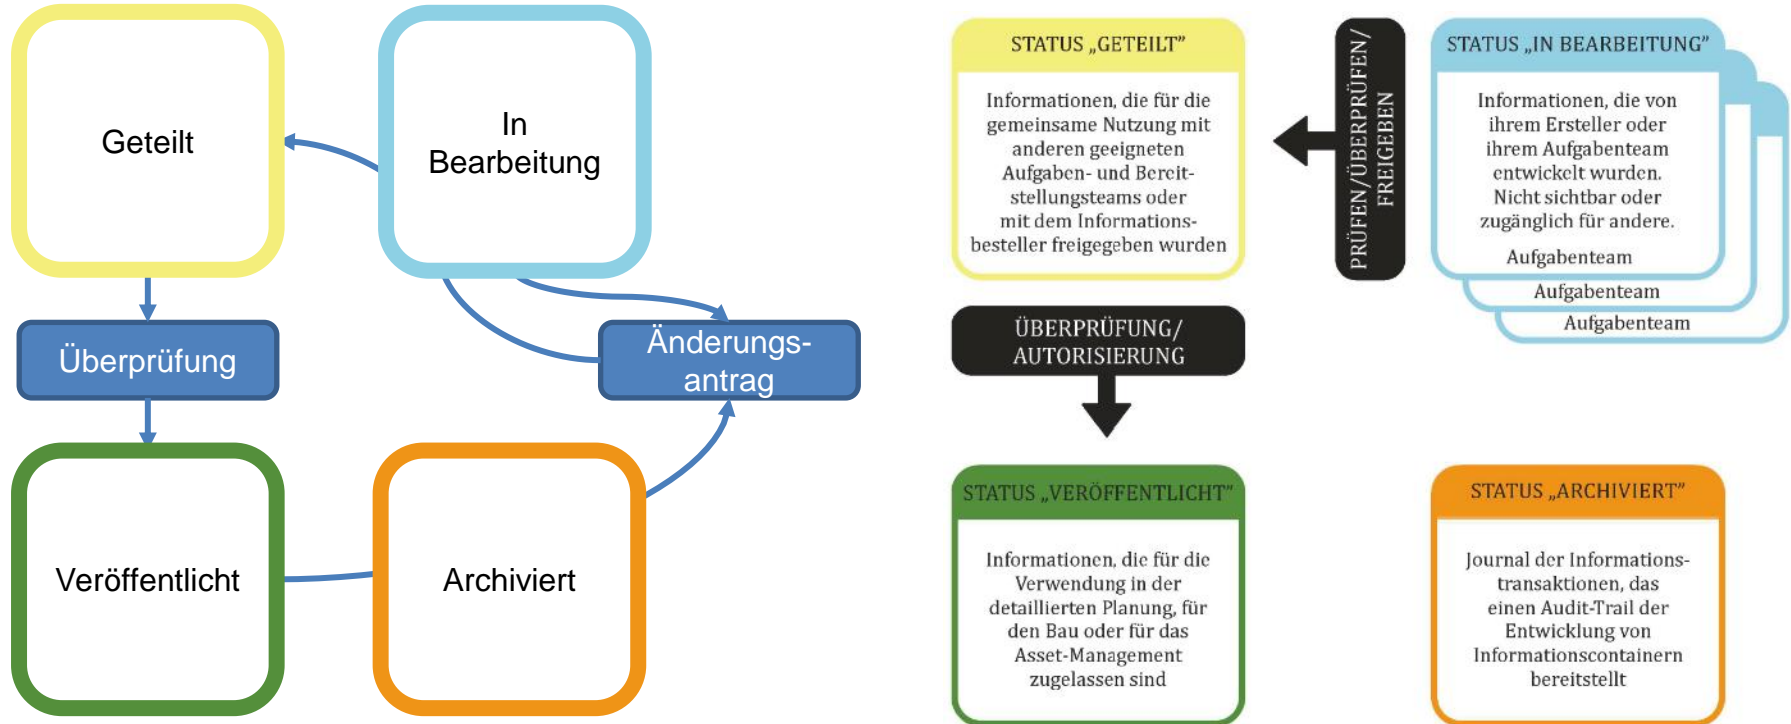 Geteilt
In
Bearbeitung
Überprüfung
Änderungs-
antrag
Veröffentlicht
Archiviert
STATUS „GETEILT”
Informationen, die für die
gemeinsame Nutzung mit
anderen geeigneten
Aufgaben- und Bereit-
stellungsteams oder
mit dem Informations-
besteller freigegeben wurden
PRÜFEN/ÜBERPRÜFEN/
FREIGEBEN
STATUS „IN BEARBEITUNG”
Informationen, die von
ihrem Ersteller oder
ihrem Aufgabenteam
entwickelt wurden.
Nicht sichtbar oder
zugänglich für andere.
Aufgabenteam
Aufgabenteam
Aufgabenteam
ÜBERPRÜFUNG/
AUTORISIERUNG
STATUS „VERÖFFENTLICHT”
Informationen, die für die
Verwendung in der
detaillierten Planung, für
den Bau oder für das
Asset-Management
zugelassen sind
STATUS „ARCHIVIERT”
Journal der Informations-
transaktionen, das
einen Audit-Trail der
Entwicklung von
Informationscontainern
bereitstellt